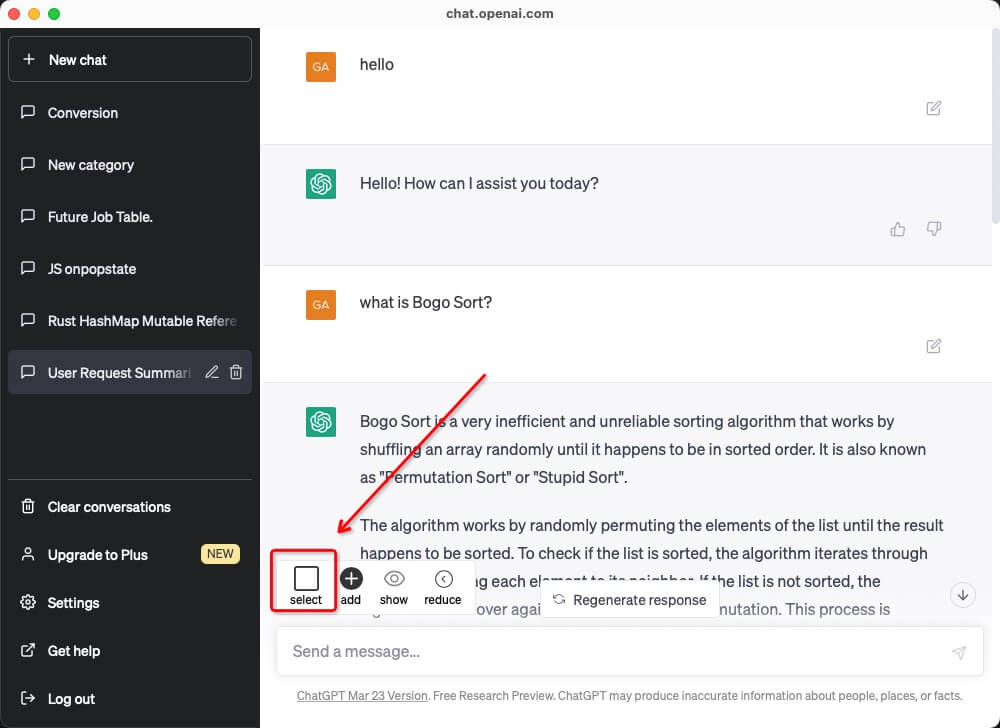 chat.openai.com
New chat
Conversion
New category
Future Job Table.
JS onpopstate
Rust HashMap Mutable Refere
User Request Summari
Clear conversations
Upgrade to Plus NEW
Settings
Get help
Log out
GA hello
Hello! How can I assist you today?
GA what is Bogo Sort?
Bogo Sort is a very inefficient and unreliable sorting algorithm that works by
shuffling an array randomly until it happens to be in sorted order. It is also known
as "Permutation Sort" or "Stupid Sort".
The algorithm works by randomly permuting the elements of the list until the result
happens to be sorted. To check if the list is sorted, the algorithm iterates through
each element to its neighbor. If the list is not sorted, the
over again mutation. This process is
select add show reduce
Regenerate response
Send a message...
ChatGPT Mar 23 Version. Free Research Preview. ChatGPT may produce inaccurate information about people, places, or facts.